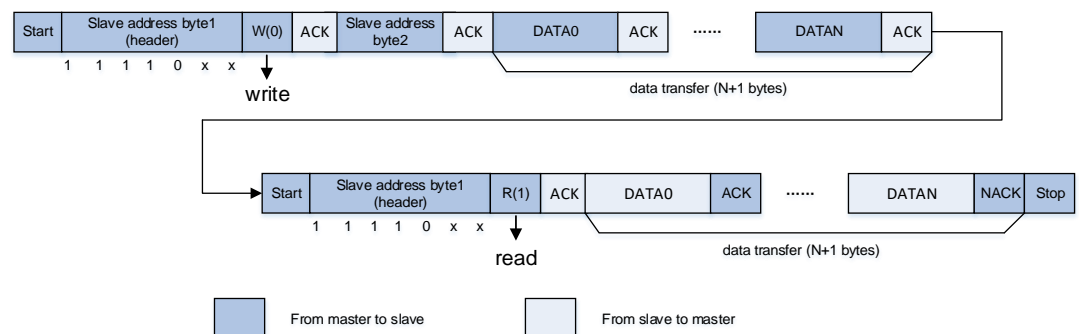 Start Slave address byte1 (header) W(0) ACK Slave address byte2 ACK DATA0 ACK ...... DATAN ACK
1 1 1 1 0 x x
write
data transfer (N+1 bytes)
Start Slave address byte1 (header) R(1) ACK DATA0 ACK ...... DATAN NACK Stop
1 1 1 1 0 x x
read
data transfer (N+1 bytes)
From master to slave
From slave to master